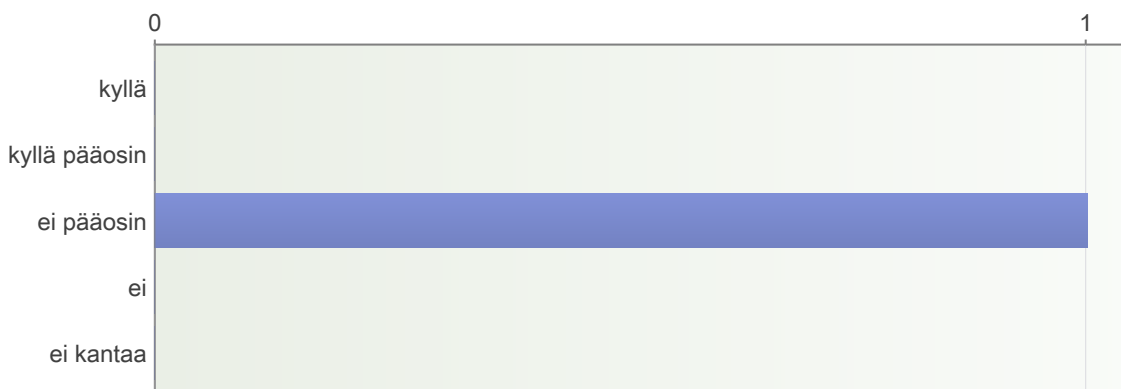 0 1
kyllä
kyllä pääosin
ei pääosin
ei
ei kantaa